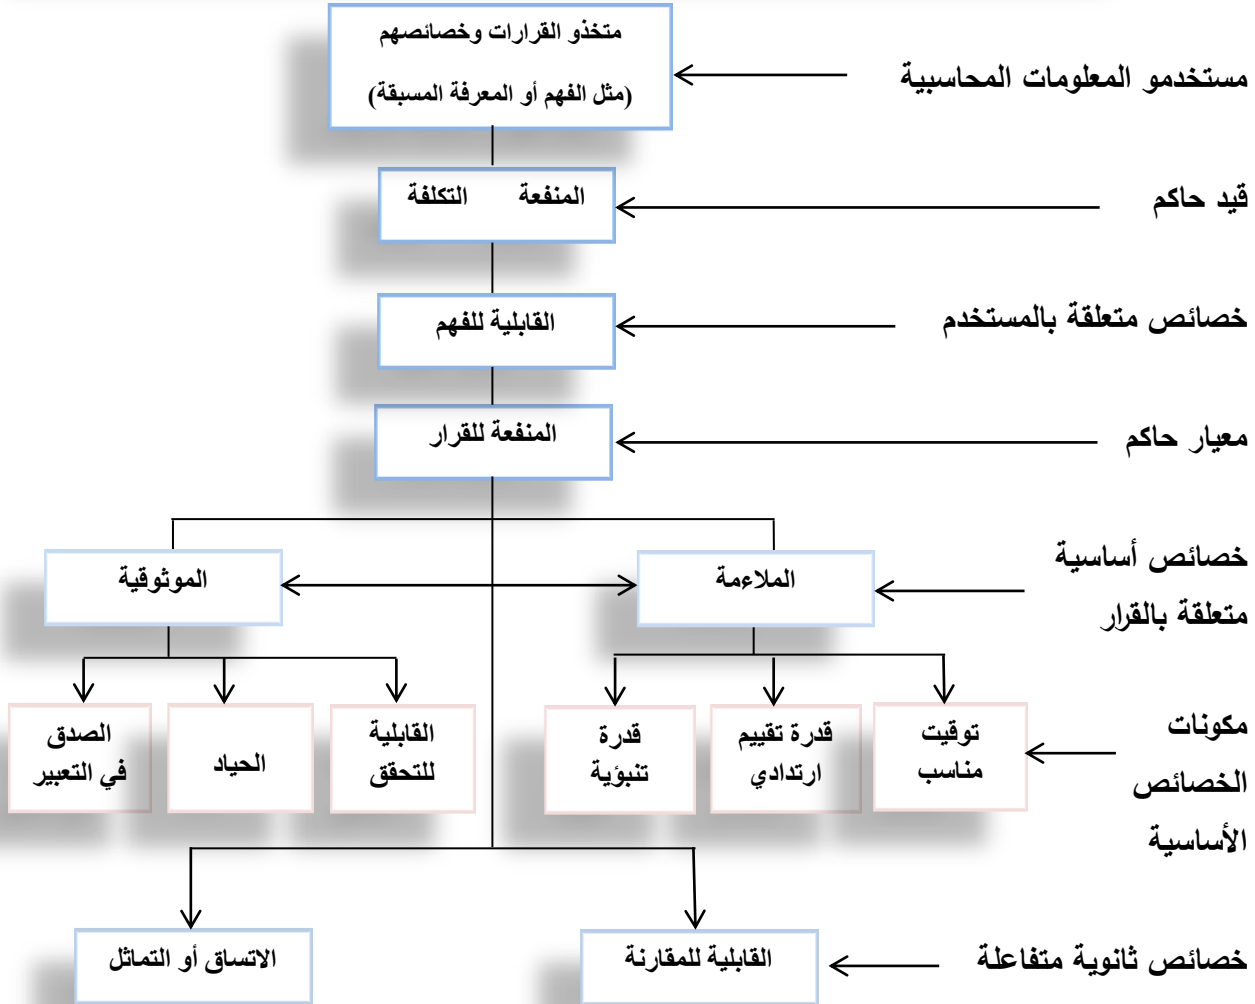 متخذو القرارات وخصائصهم
(مثل الفهم أو المعرفة المسبقة)
مستخدمو المعلومات المحاسبية
المنفعة التكلفة
قيد حاكم
القابلية للفهم
خصائص متعلقة بالمستخدم
المنفعة للقرار
معيار حاكم
خصائص أساسية
متعلقة بالقرار
الملاءمة
الموثوقية
مكونات
الخصائص
الأساسية
توقيت
مناسب
قدرة تقييم
ارتدادي
قدرة
تنبؤية
القابلية
للتحقق
الحياد
الصدق
في التعبير
خصائص ثانوية متفاعلة
القابلية للمقارنة
الاتساق أو التماثل